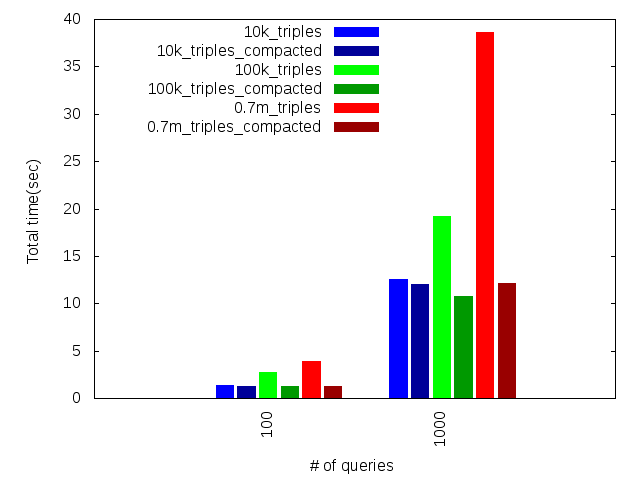 40
35
30
25
20
15
10
5
0
Total time(sec)
10k_triples
10k_triples_compacted
100k_triples
100k_triples_compacted
0.7m_triples
0.7m_triples_compacted
100
1000
# of queries